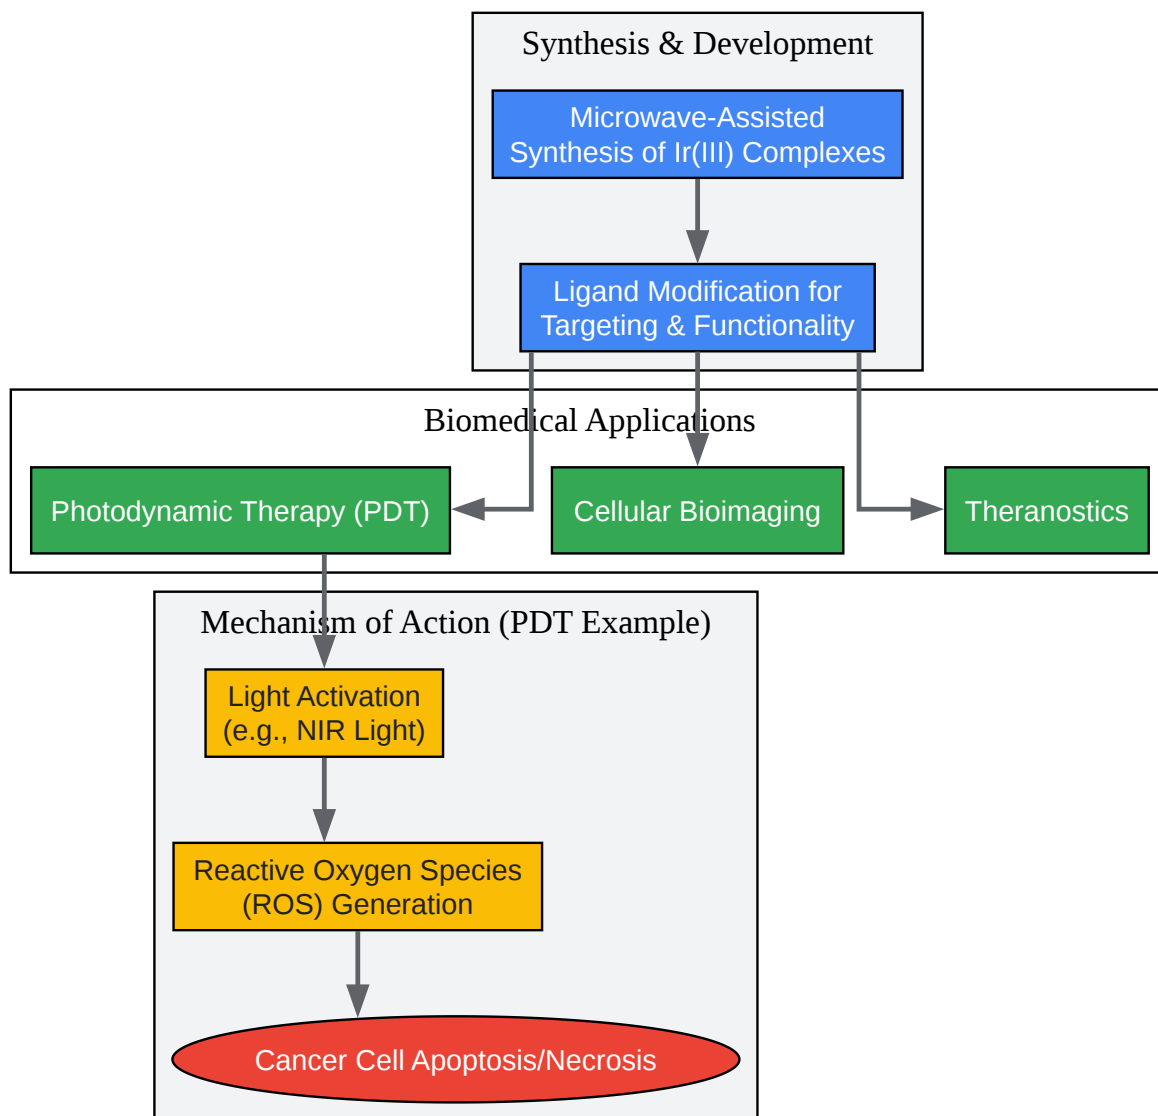 Synthesis & Development
Microwave-Assisted
Synthesis of Ir(III) Complexes
Ligand Modification for
Targeting & Functionality
Biomedical Applications
Photodynamic Therapy (PDT)
Cellular Bioimaging
Theranostics
Mechanism of Action (PDT Example)
Light Activation
(e.g., NIR Light)
Reactive Oxygen Species
(ROS) Generation
Cancer Cell Apoptosis/Necrosis